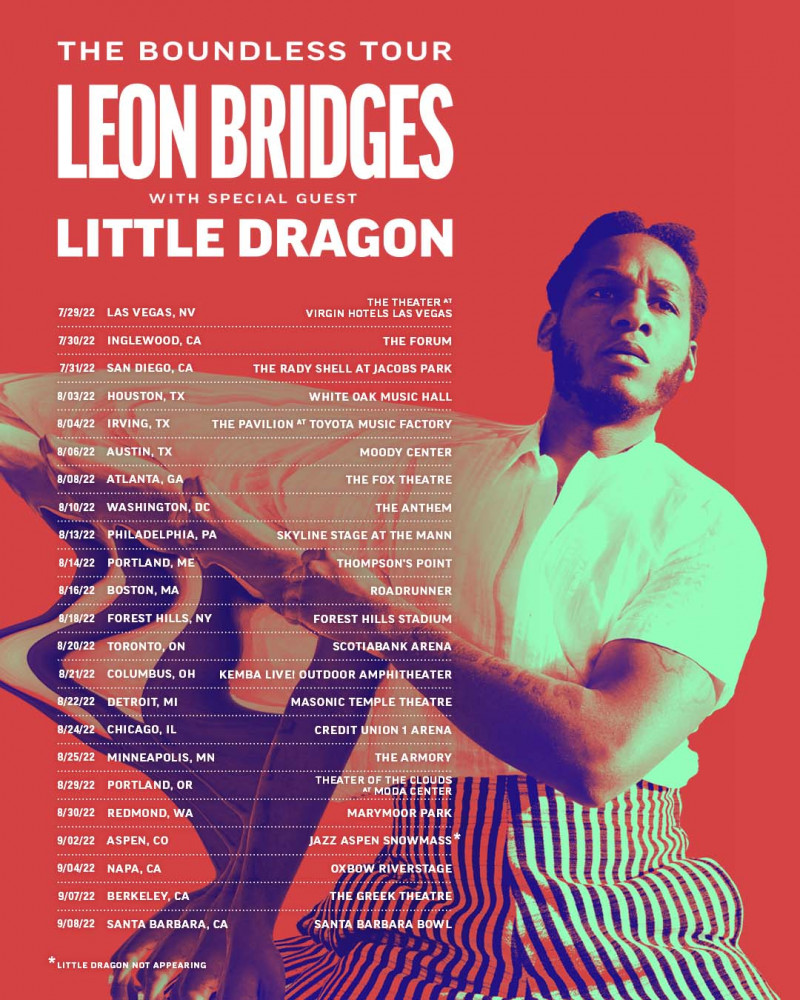 THE BOUNDLESS TOUR
LEON BRIDGES
WITH SPECIAL GUEST
LITTLE DRAGON
7/29/22 LAS VEGAS, NV THE THEATER AT
VIRGIN HOTELS LAS VEGAS
7/30/22 INGLEWOOD, CA THE FORUM
7/31/22 SAN DIEGO, CA THE RADY SHELL AT JACOBS PARK
8/03/22 HOUSTON, TX WHITE OAK MUSIC HALL
8/04/22 IRVING, TX THE PAVILION AT TOYOTA MUSIC FACTORY
8/06/22 AUSTIN, TX MOODY CENTER
8/08/22 ATLANTA, GA THE FOX THEATRE
8/10/22 WASHINGTON, DC THE ANTHEM
8/13/22 PHILADELPHIA, PA SKYLINE STAGE AT THE MANN
8/14/22 PORTLAND, ME THOMPSON'S POINT
8/16/22 BOSTON, MA ROADRUNNER
8/18/22 FOREST HILLS, NY FOREST HILLS STADIUM
8/20/22 TORONTO, ON SCOTIABANK ARENA
8/21/22 COLUMBUS, OH KEMBA LIVE! OUTDOOR AMPHITHEATER
8/22/22 DETROIT, MI MASONIC TEMPLE THEATRE
8/24/22 CHICAGO, IL CREDIT UNION 1 ARENA
8/25/22 MINNEAPOLIS, MN THE ARMORY
8/29/22 PORTLAND, OR THEATER OF THE CLOUDS
AT MODA CENTER
8/30/22 REDMOND, WA MARYMOOR PARK
9/02/22 ASPEN, CO JAZZ ASPEN SNOWMASS*
9/04/22 NAPA, CA OXBOW RIVERSTAGE
9/07/22 BERKELEY, CA THE GREEK THEATRE
9/08/22 SANTA BARBARA, CA SANTA BARBARA BOWL
*LITTLE DRAGON NOT APPEARING